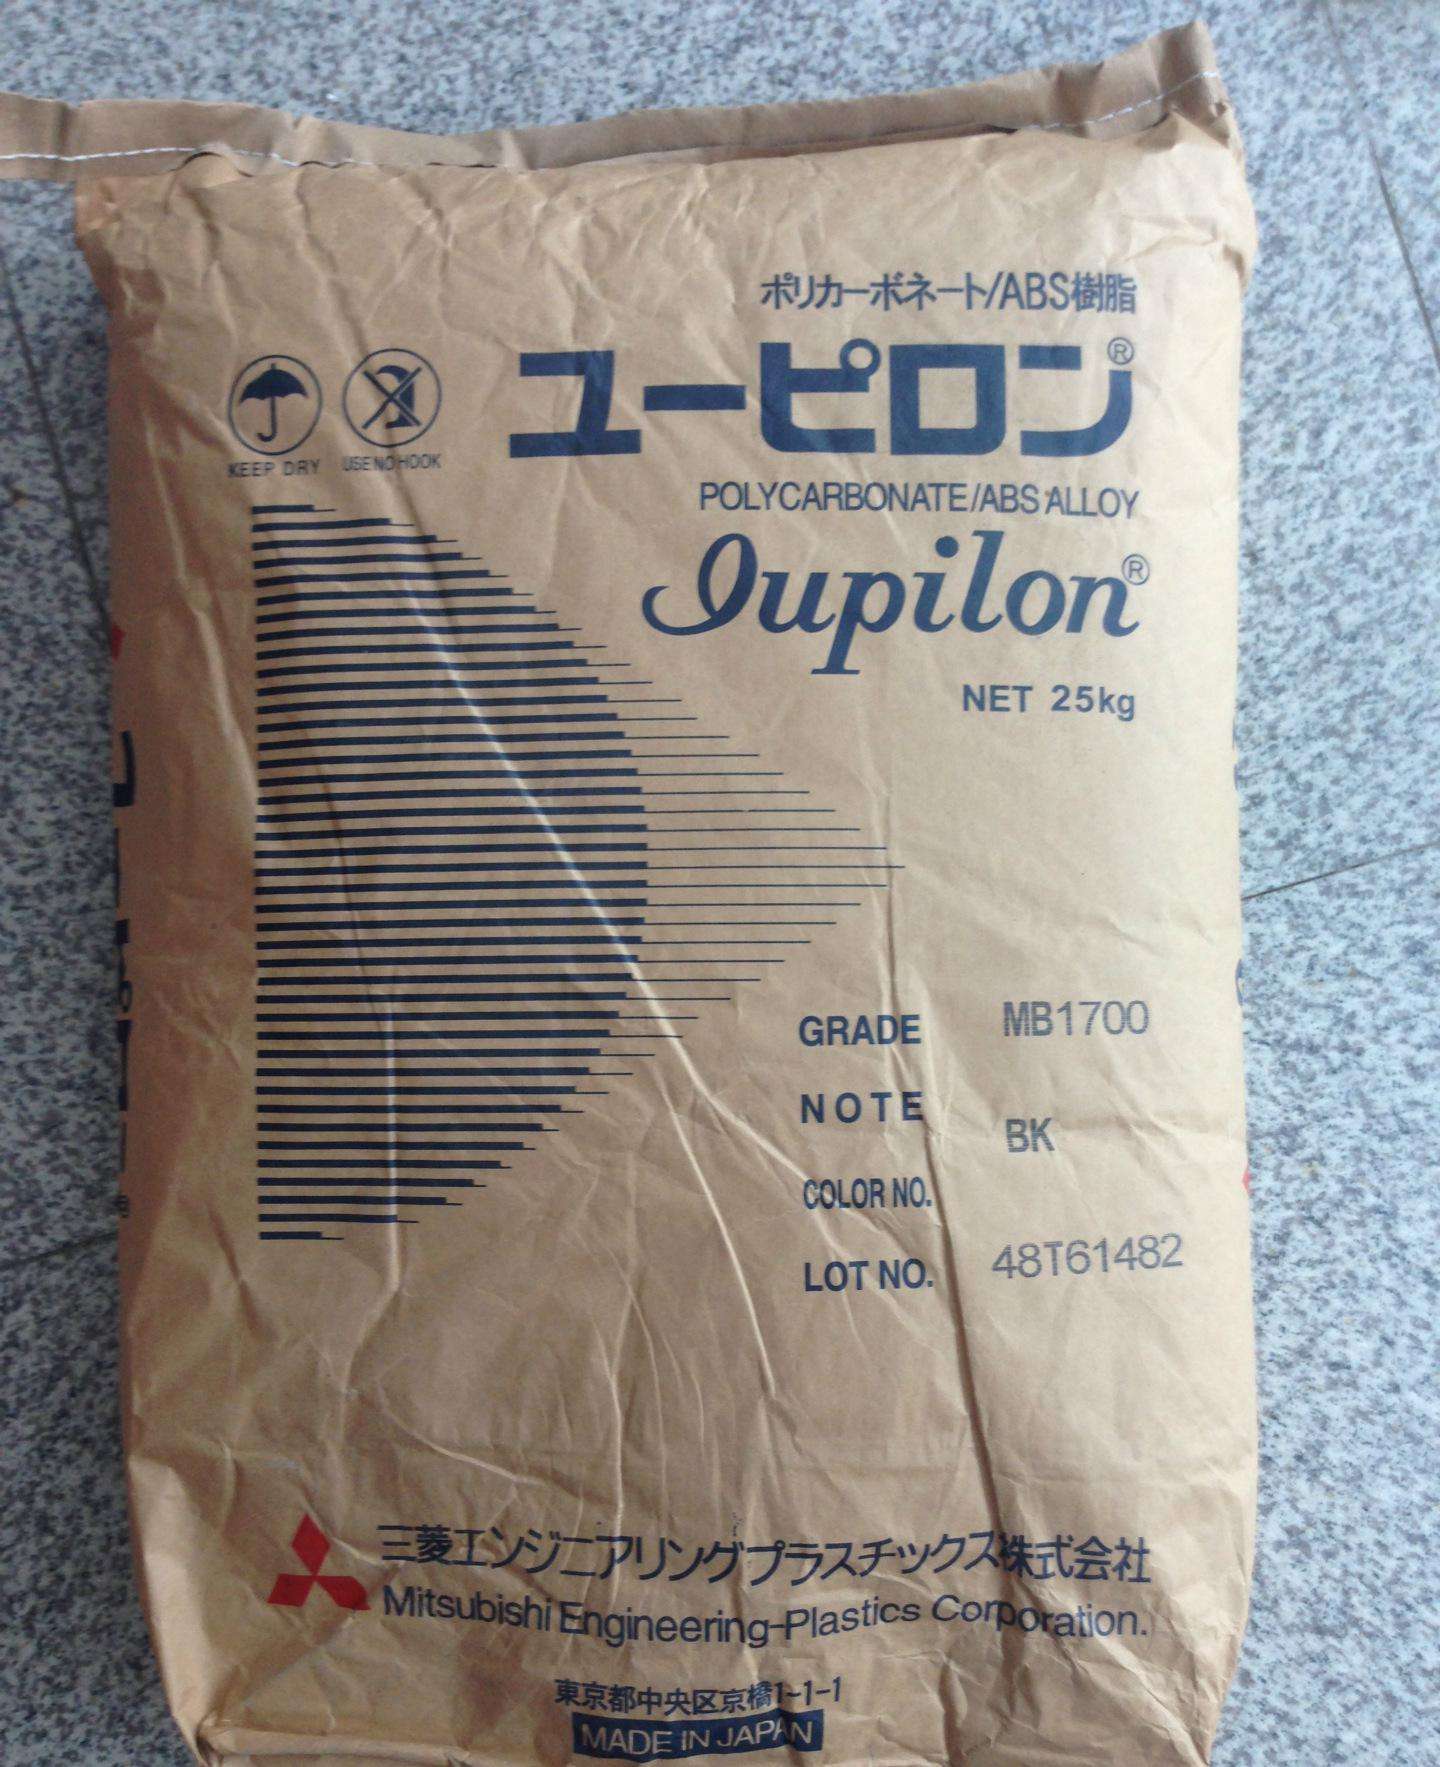 ポリカーボネート/ABS樹脂
ユーピロン®
KEEP DRY
USE NO HOOK
POLYCARBONATE/ABS ALLOY
Iupilon®
NET 25kg
GRADE MB1700
NOTE
BK
COLOR NO.
LOT NO. 48T61482
三菱エンジニアリングプラスチックス株式会社
Mitsubishi Engineering-Plastics Corporation.
東京都中央区京橋1-1-1
MADE IN JAPAN